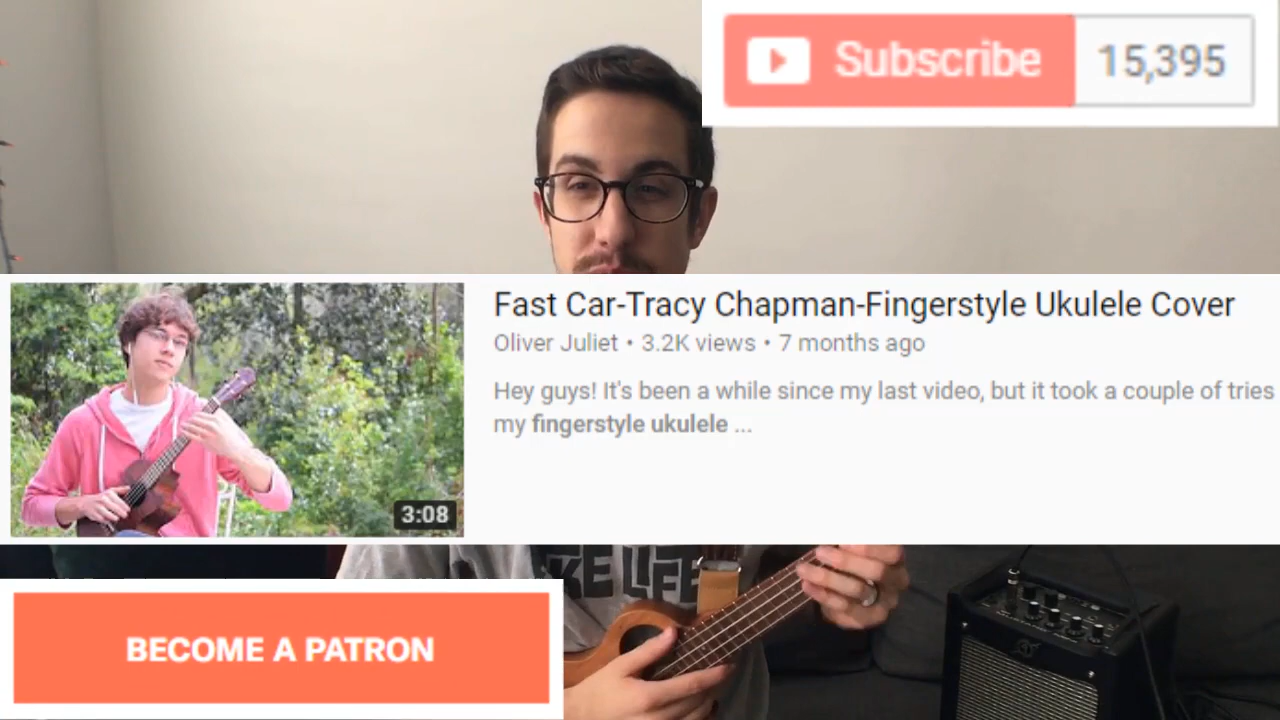 Subscribe 15,395
Fast Car-Tracy Chapman-Fingerstyle Ukulele Cover
Oliver Juliet • 3.2K views • 7 months ago
Hey guys! It's been a while since my last video, but it took a couple of tries
my fingerstyle ukulele ...
3:08
KE LIFE
BECOME A PATRON